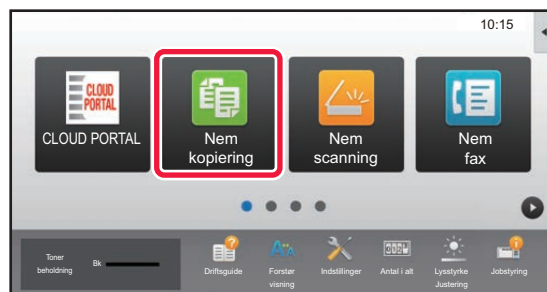 10:15
CLOUD
PORTAL
CLOUD PORTAL
Nem
kopiering
Nem
scanning
Nem
fax
Toner
beholdning
Bk
Driftsguide
Forstør
visning
Indstillinger
Antal i alt
Lysstyrke
Justering
Jobstyring